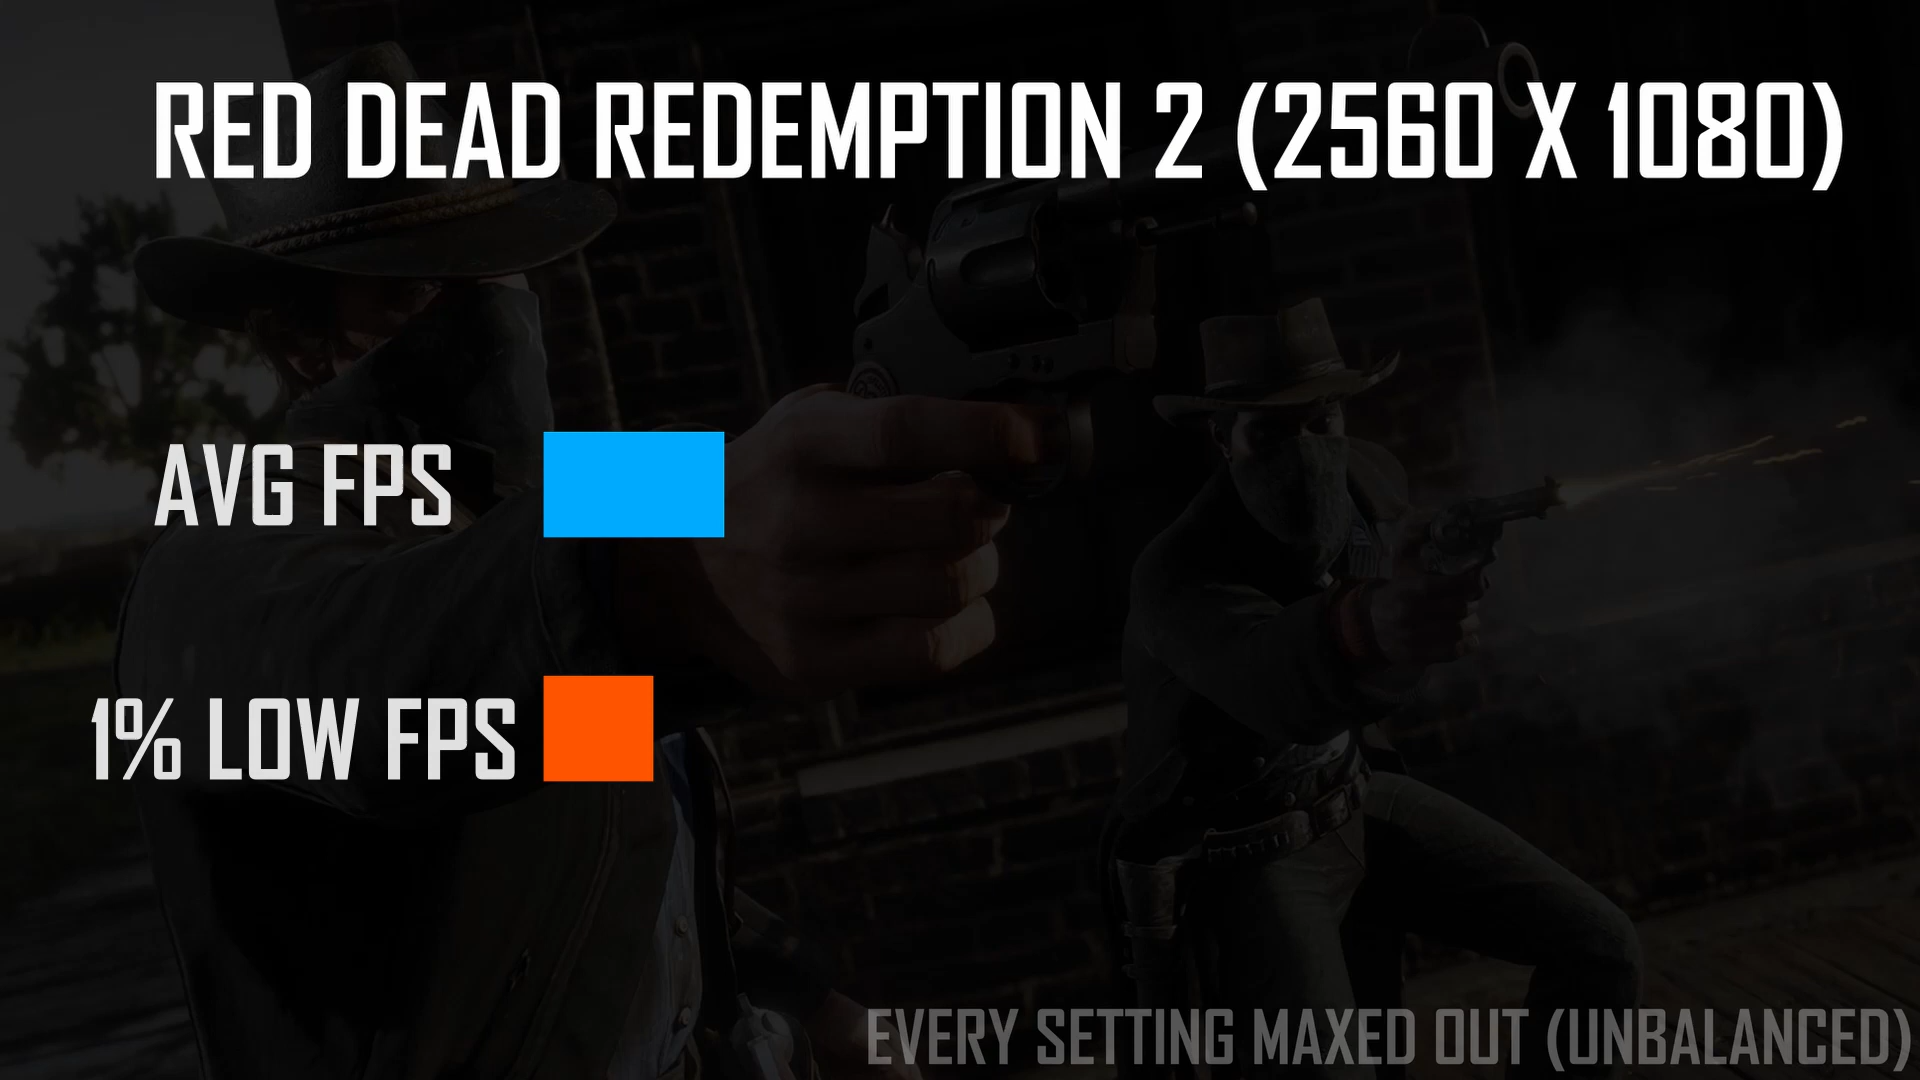 RED DEAD REDEMPTION 2 (2560 X 1080)
AVG FPS
1% LOW FPS
EVERY SETTING MAXED OUT (UNBALANCED)